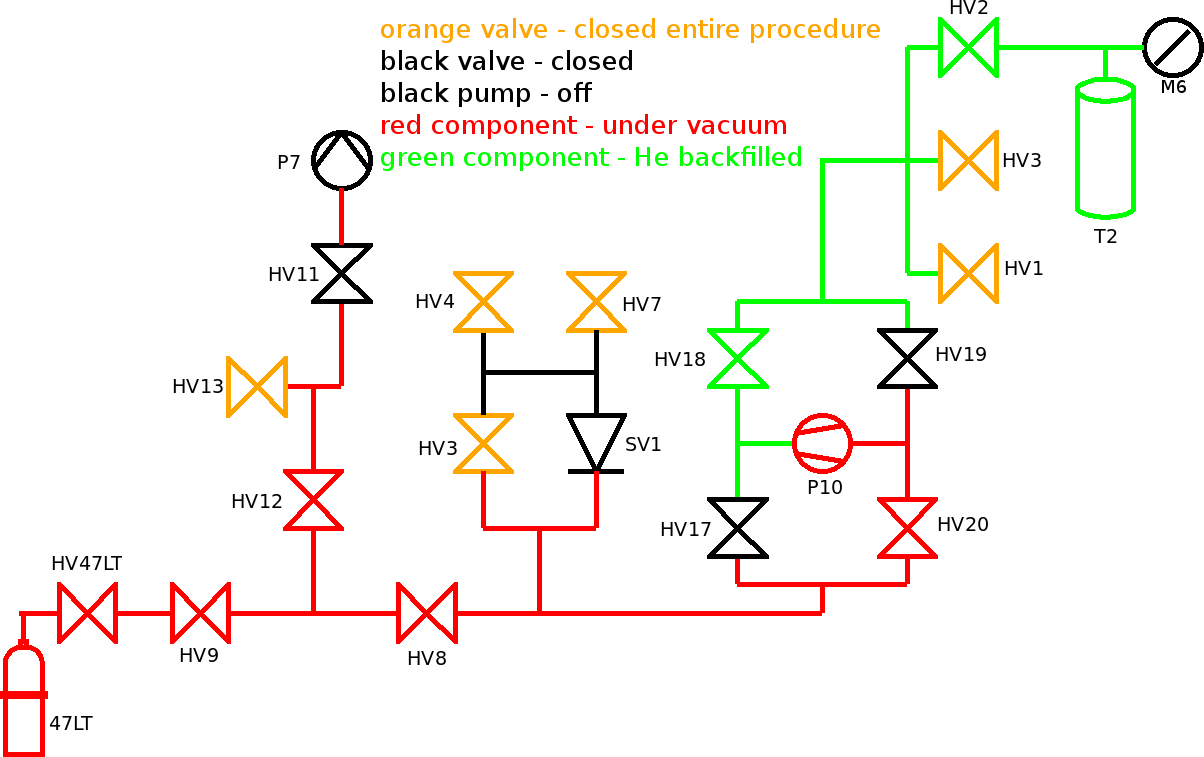 HV2
orange valve - closed entire procedure
black valve - closed
M6
black pump - off
red component - under vacuum
green component - He backfilled
P7
HV3
T2
HV1
HV11
HV4
HV7
HV18
HV19
HV13
HV3
SV1
P10
HV12
HV17
HV20
HV47LT
HV9
HV8
47LT